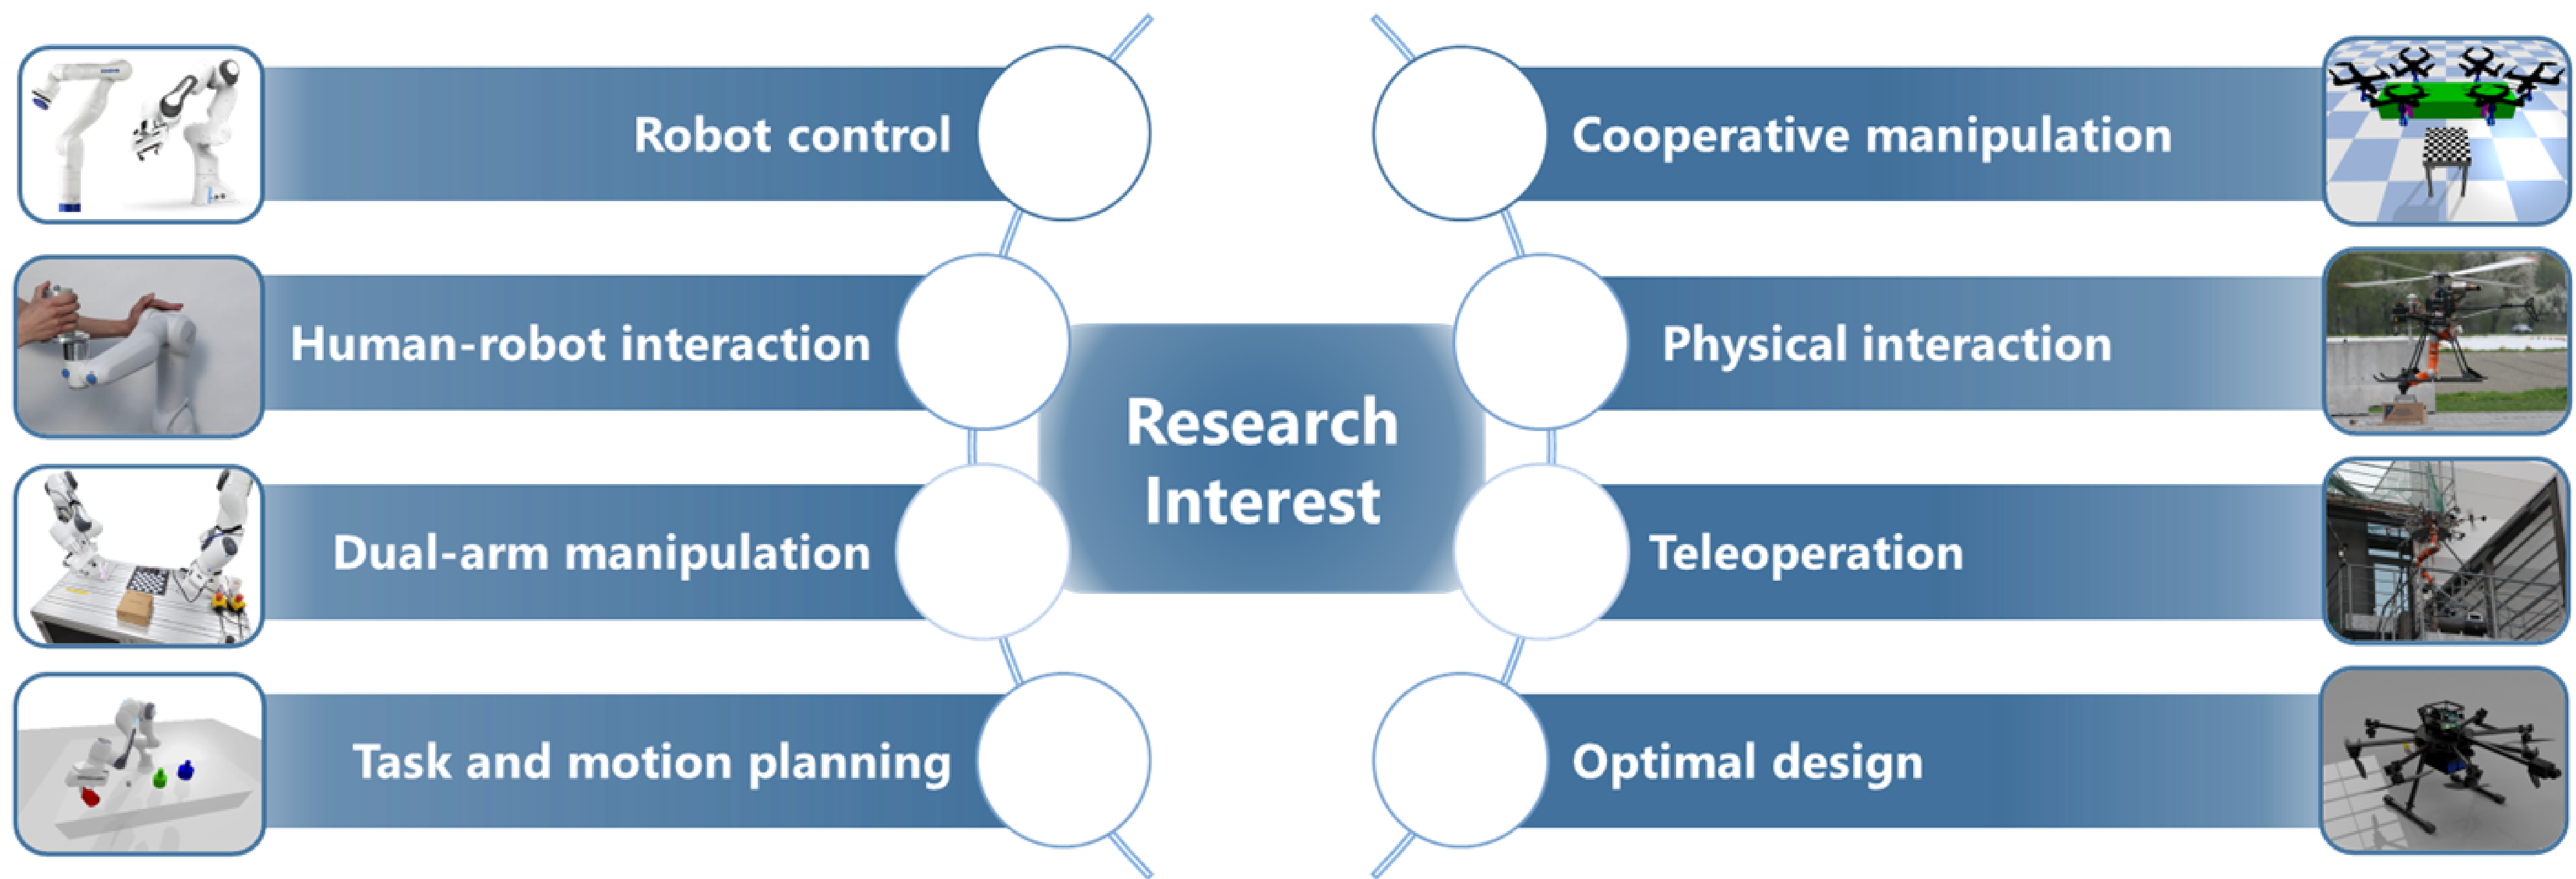 Robot control
Human-robot interaction
Dual-arm manipulation
Task and motion planning
Research
Interest
Cooperative manipulation
Physical interaction
Teleoperation
Optimal design